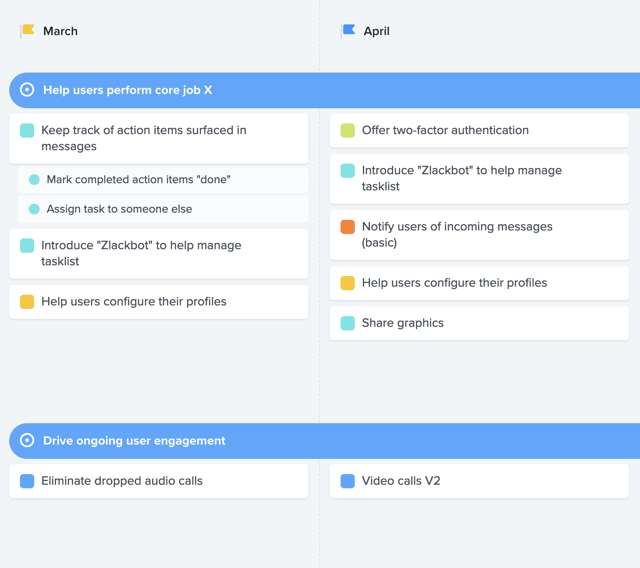 March
April
Help users perform core job X
Keep track of action items surfaced in
messages
Mark completed action items "done"
Assign task to someone else
Introduce "Zlackbot" to help manage
tasklist
Help users configure their profiles
Offer two-factor authentication
Introduce "Zlackbot" to help manage
tasklist
Notify users of incoming messages
(basic)
Help users configure their profiles
Share graphics
Drive ongoing user engagement
Eliminate dropped audio calls
Video calls V2